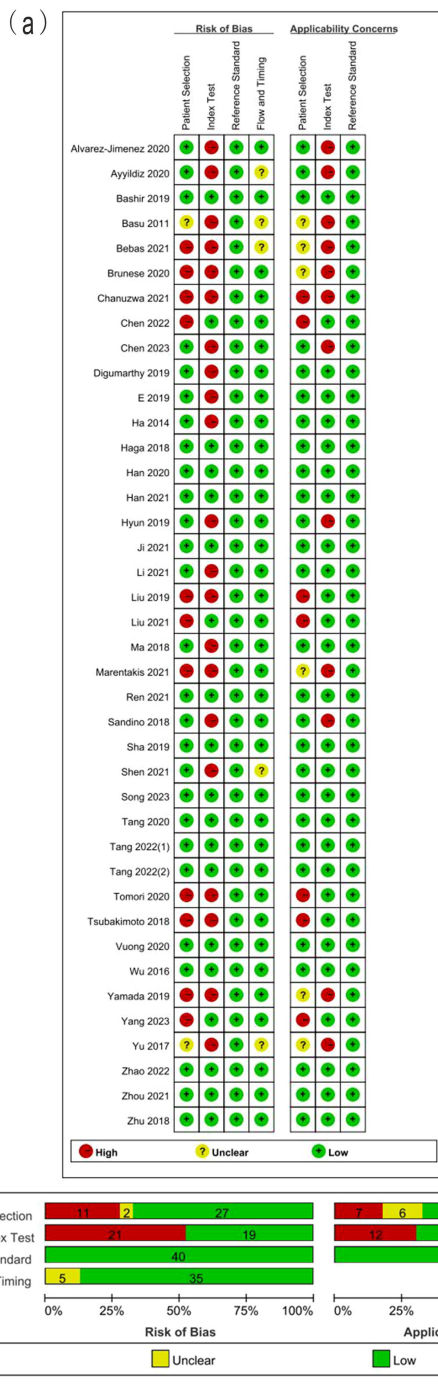 (a)
Risk of Bias
Applicability Concerns
Patient Selection
Index Test
Reference Standard
Flow and Timing
Patient Selection
Index Test
Reference Standard
Alvarez-Jimenez 2020
Ayyildiz 2020
Bashir 2019
Basu 2011
Bebas 2021
Brunese 2020
Chanuzwa 2021
Chen 2022
Chen 2023
Digumarthy 2019
E 2019
Ha 2014
Haga 2018
Han 2020
Han 2021
Hyun 2019
Ji 2021
Li 2021
Liu 2019
Liu 2021
Ma 2018
Marentakis 2021
Ren 2021
Sandino 2018
Sha 2019
Shen 2021
Song 2023
Tang 2020
Tang 2022(1)
Tang 2022(2)
Tomori 2020
Tsubakimoto 2018
Vuong 2020
Wu 2016
Yamada 2019
Yang 2023
Yu 2017
Zhao 2022
Zhou 2021
Zhu 2018
High
Unclear
Low
ection 11 2 27 7 6
ex Test 21 19 12
andard 40
Timing 5 35
0% 25% 50% 75% 100% 0% 25%
Risk of Bias Applic
Unclear Low